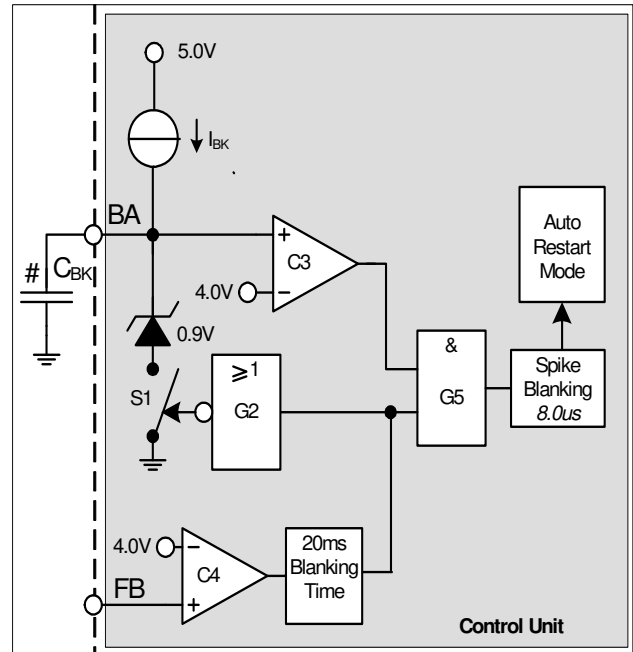 5.0V
I_BK
BA
# C_BK
C3
4.0V
0.9V
Auto
Restart
Mode
&
G5
Spike
Blanking
8.0us
S1
≥1
G2
4.0V
C4
20ms
Blanking
Time
FB
Control Unit